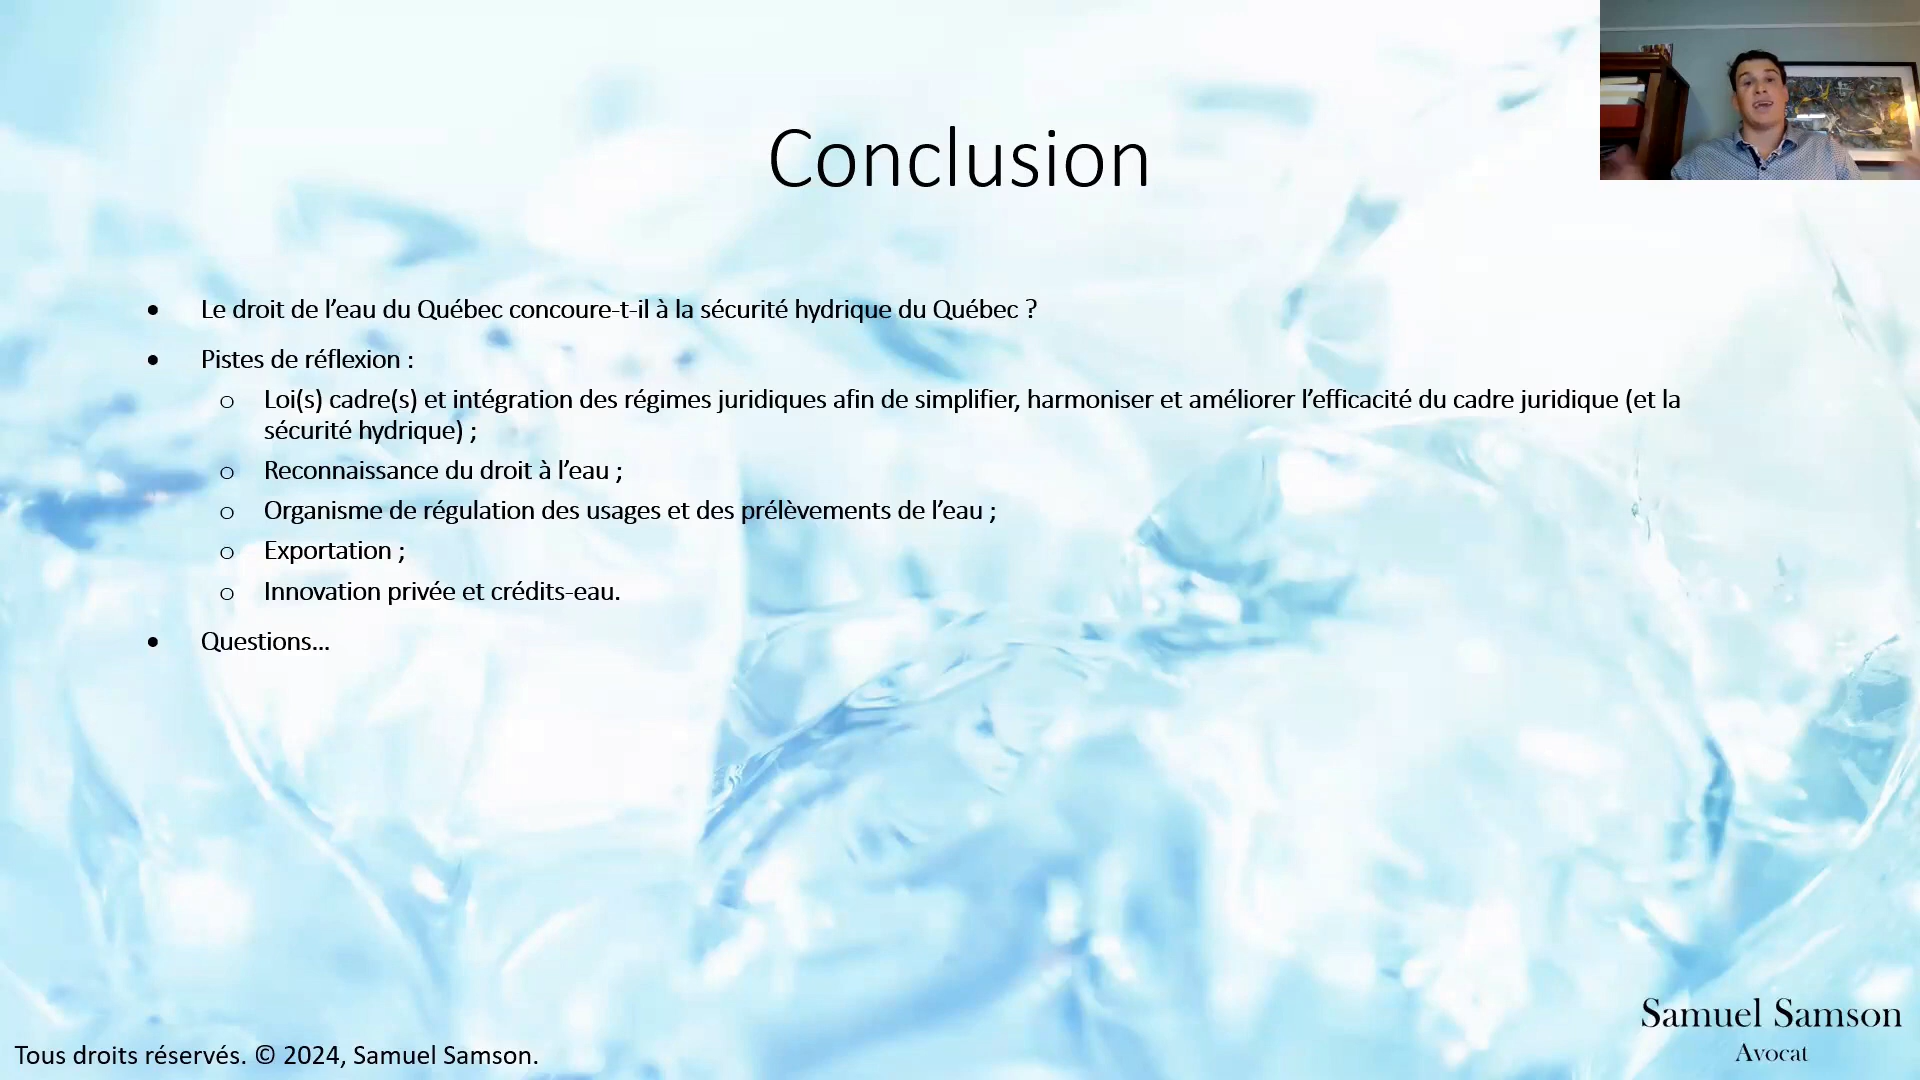 Conclusion
• Le droit de l’eau du Québec concoure-t-il à la sécurité hydrique du Québec ?
• Pistes de réflexion :
o Loi(s) cadre(s) et intégration des régimes juridiques afin de simplifier, harmoniser et améliorer l’efficacité du cadre juridique (et la
sécurité hydrique) ;
o Reconnaissance du droit à l’eau ;
o Organisme de régulation des usages et des prélèvements de l’eau ;
o Exportation ;
o Innovation privée et crédits-eau.
• Questions…
Samuel Samson
Avocat
Tous droits réservés. © 2024, Samuel Samson.